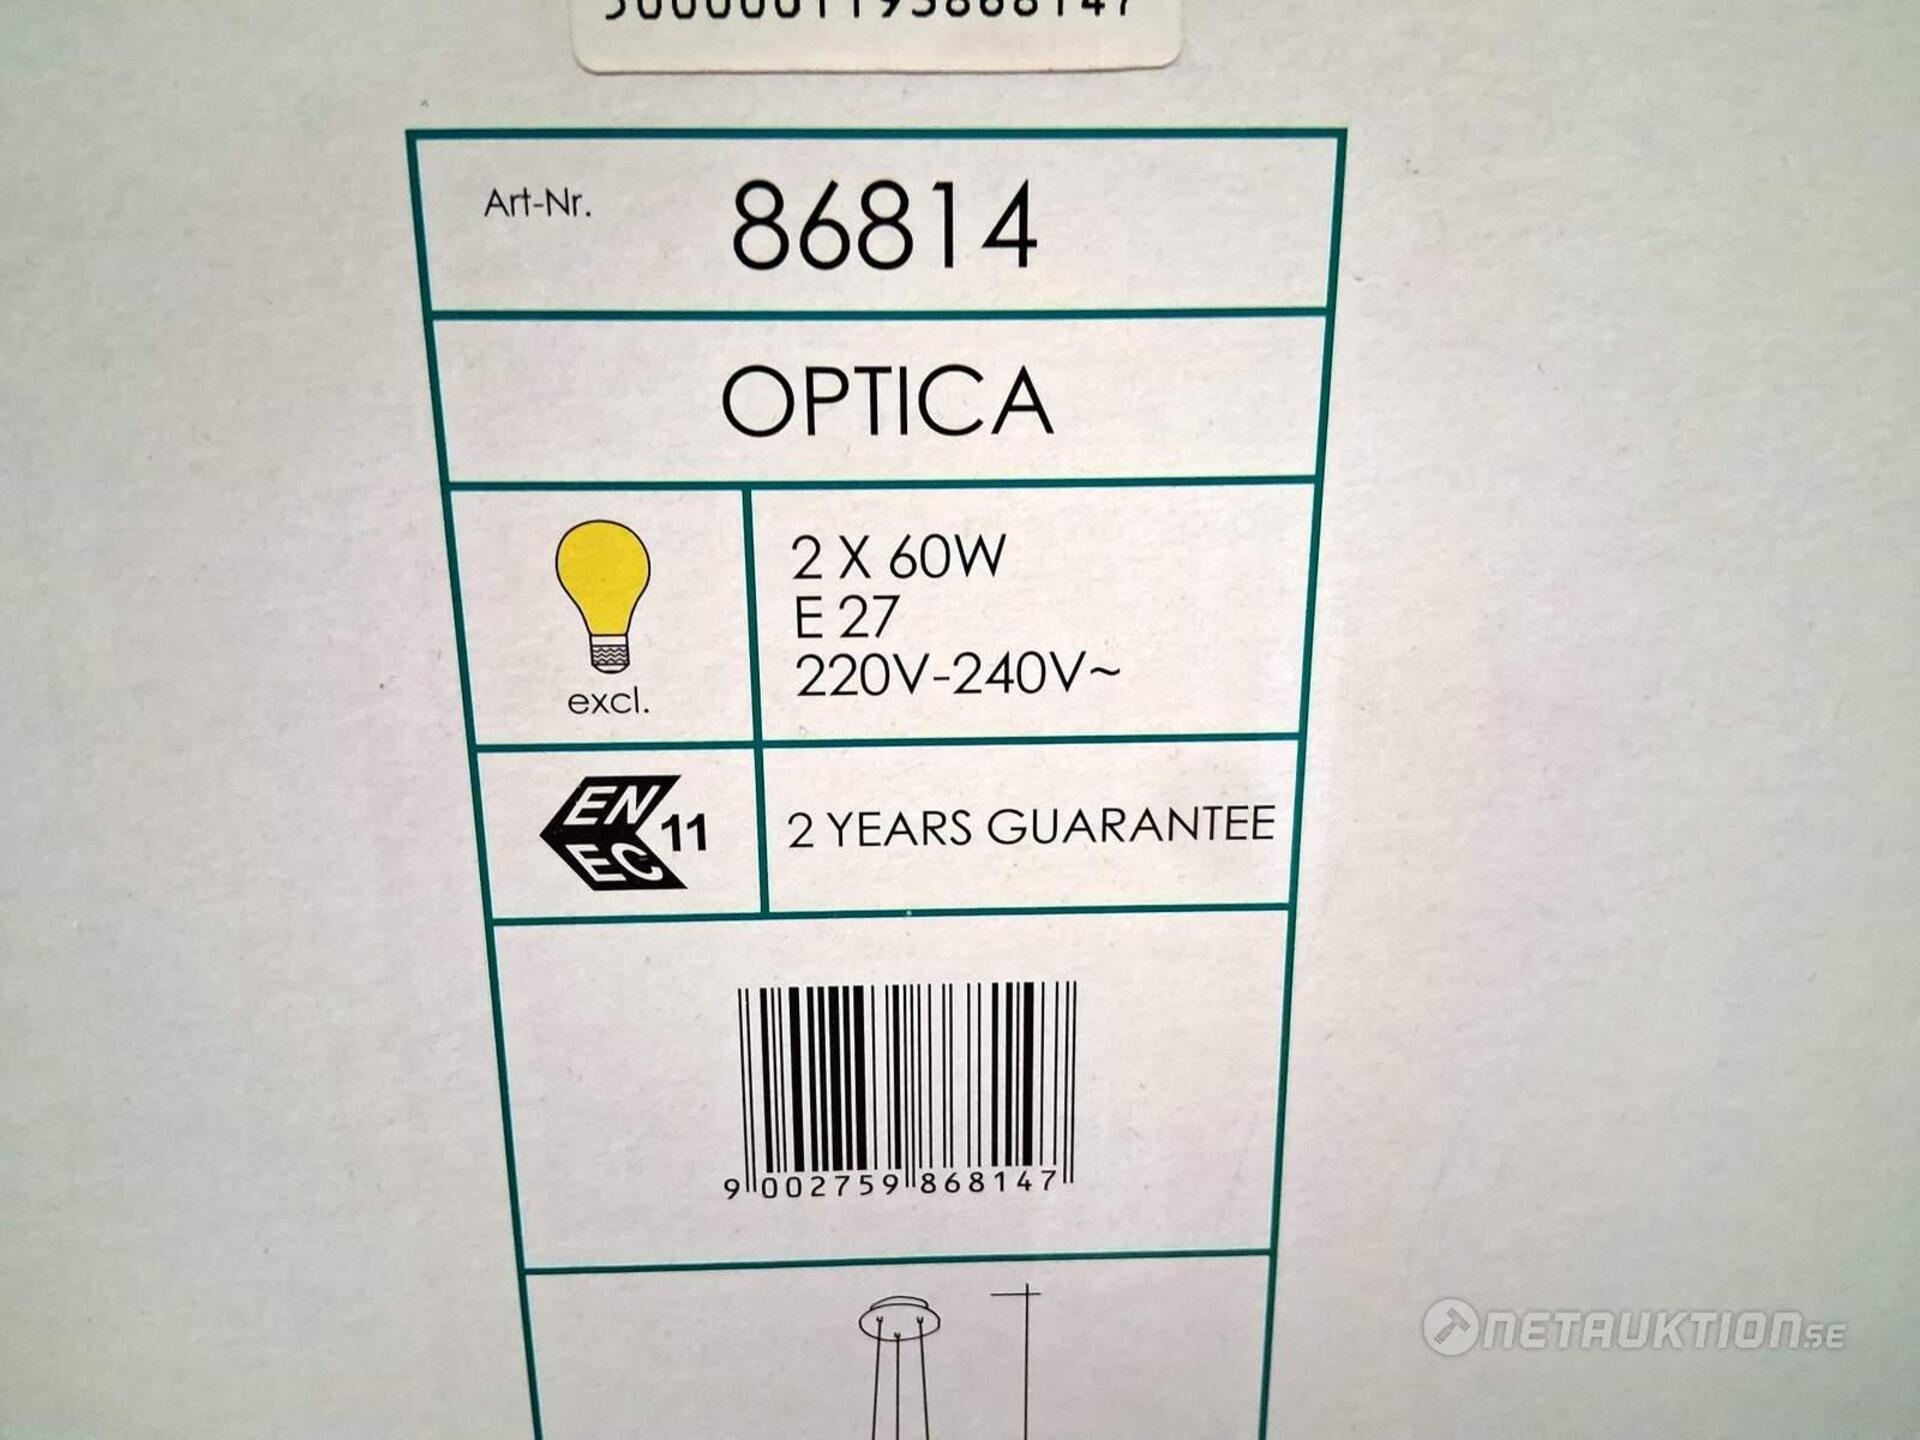 Art-Nr. 86814
OPTICA
2 X 60W
E 27
220V-240V~
excl.
EN
EC
11
2 YEARS GUARANTEE
9 002759 868147
NETAUKTION.SE